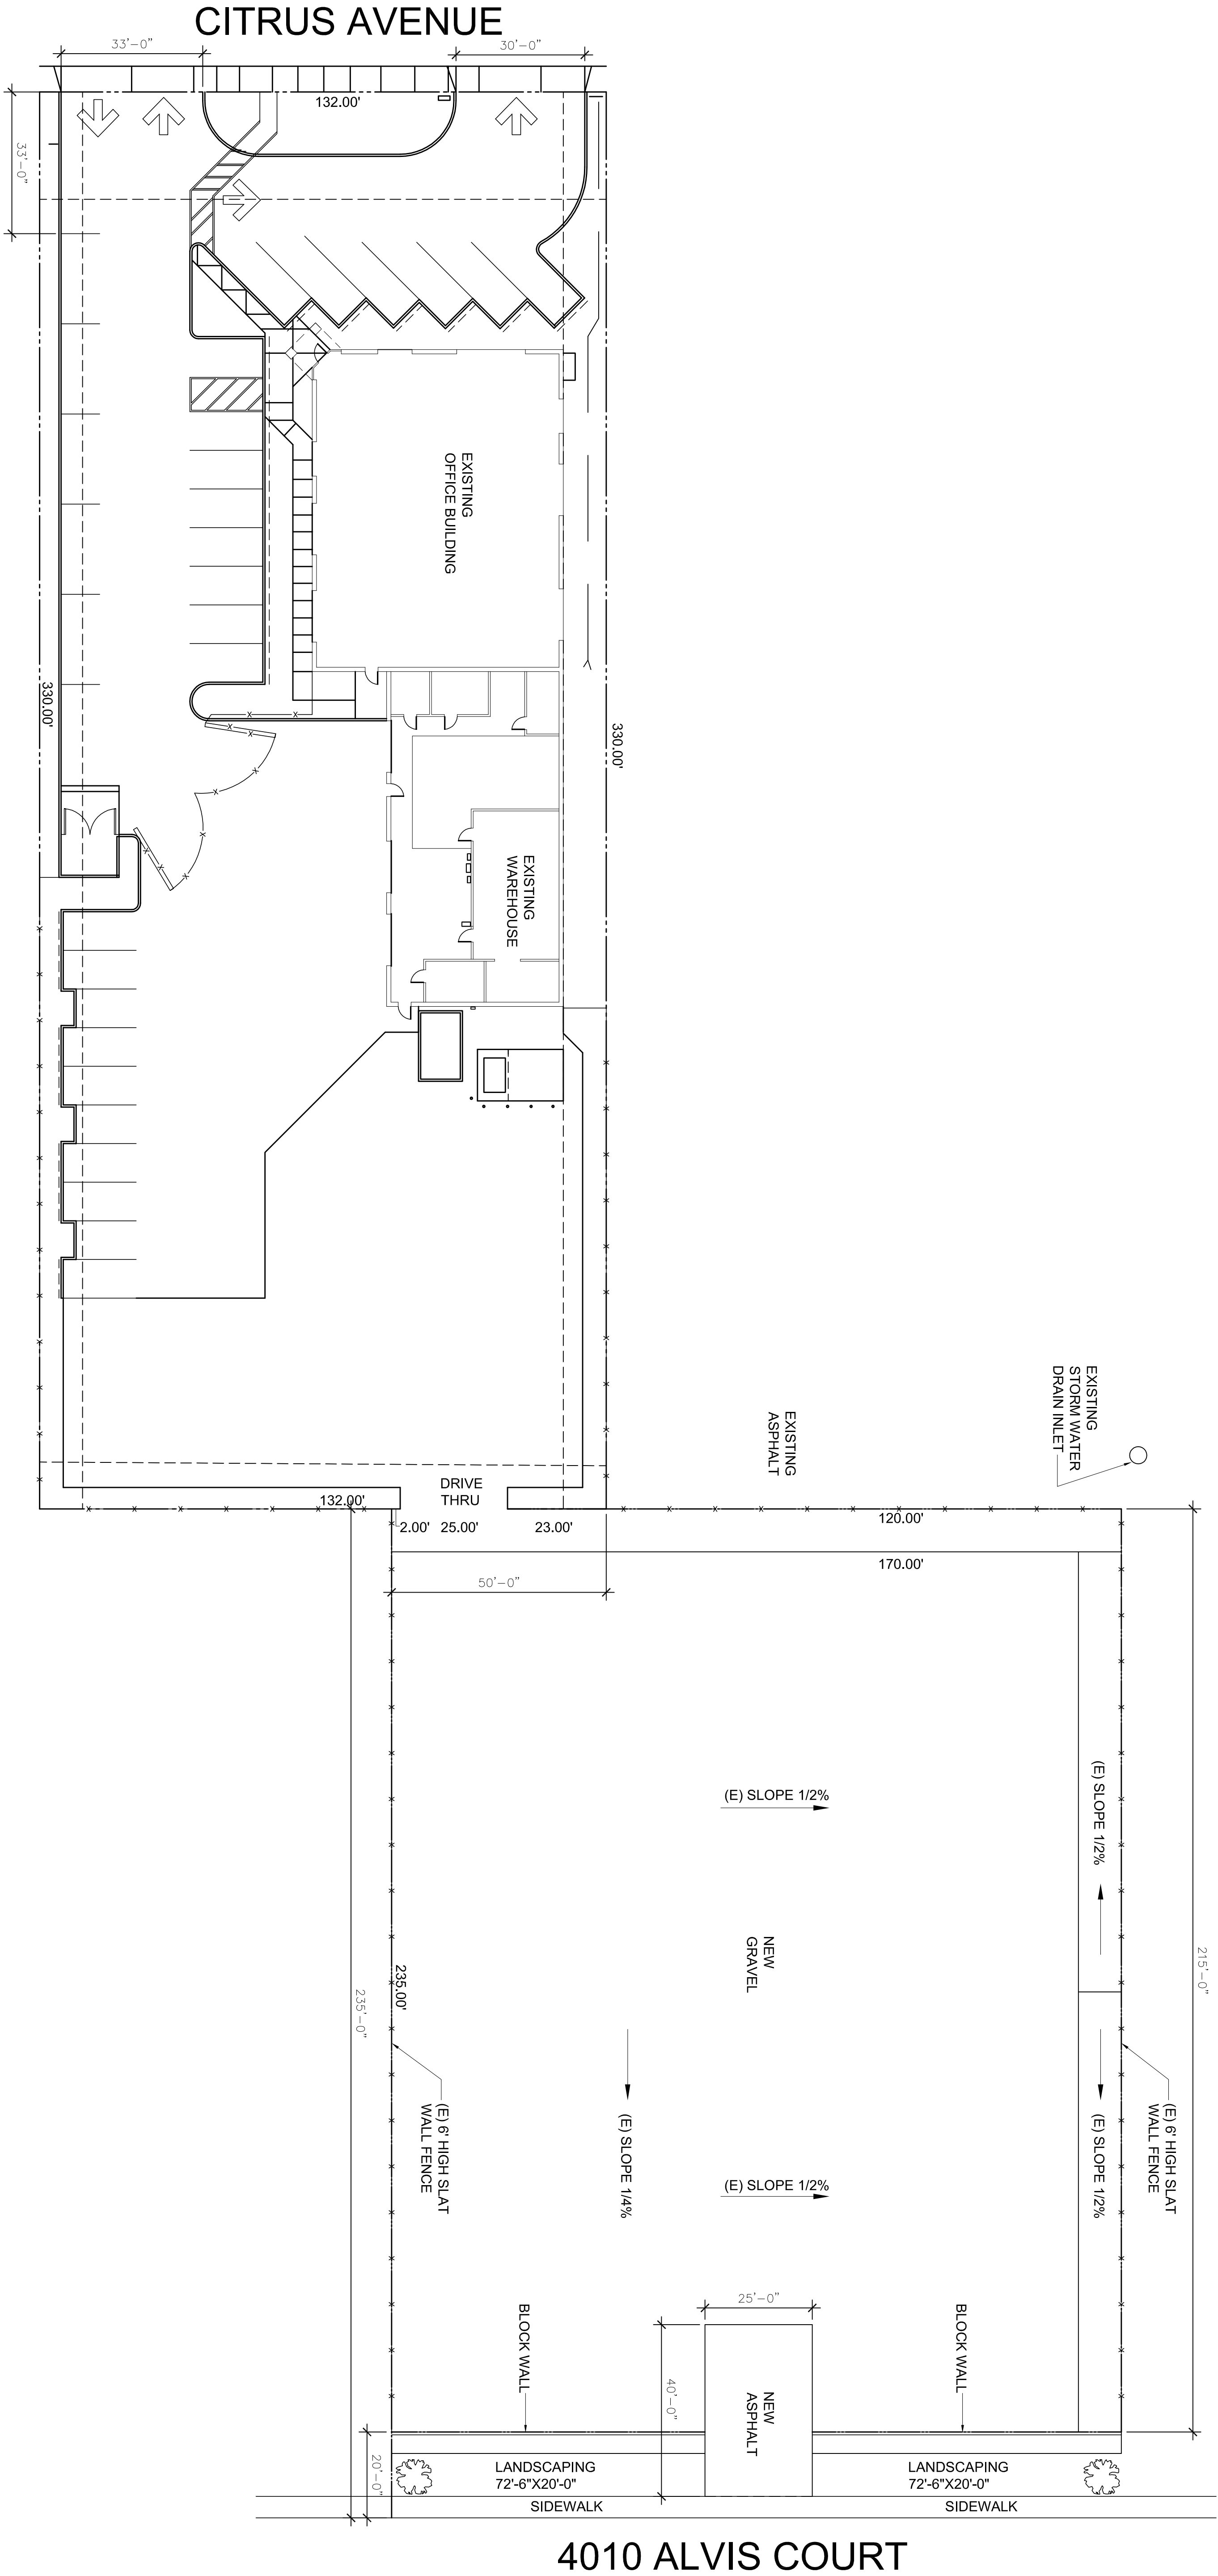 CITRUS AVENUE
33'-0"
30'-0"
132.00'
33'-0"
EXISTING
OFFICE BUILDING
330.00'
330.00'
EXISTING
WAREHOUSE
EXISTING
STORM WATER
DRAIN INLET
EXISTING
ASPHALT
DRIVE
THRU
132.00'
2.00'
25.00'
23.00'
120.00'
170.00'
50'-0"
(E) SLOPE 1/2%
(E) SLOPE 1/2%
NEW
GRAVEL
215'-0"
235.00'
235'-0"
(E) 6' HIGH SLAT
WALL FENCE
(E) SLOPE 1/4%
(E) SLOPE 1/2%
(E) SLOPE 1/2%
(E) 6' HIGH SLAT
WALL FENCE
25'-0"
BLOCK WALL
BLOCK WALL
40'-0"
NEW
ASPHALT
20'-0"
LANDSCAPING
72'-6"X20'-0"
LANDSCAPING
72'-6"X20'-0"
SIDEWALK
SIDEWALK
4010 ALVIS COURT